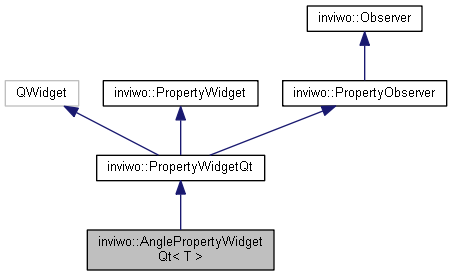 inviwo::Observer
QWidget
inviwo::PropertyWidget
inviwo::PropertyObserver
inviwo::PropertyWidgetQt
inviwo::AnglePropertyWidget
Qt< T >